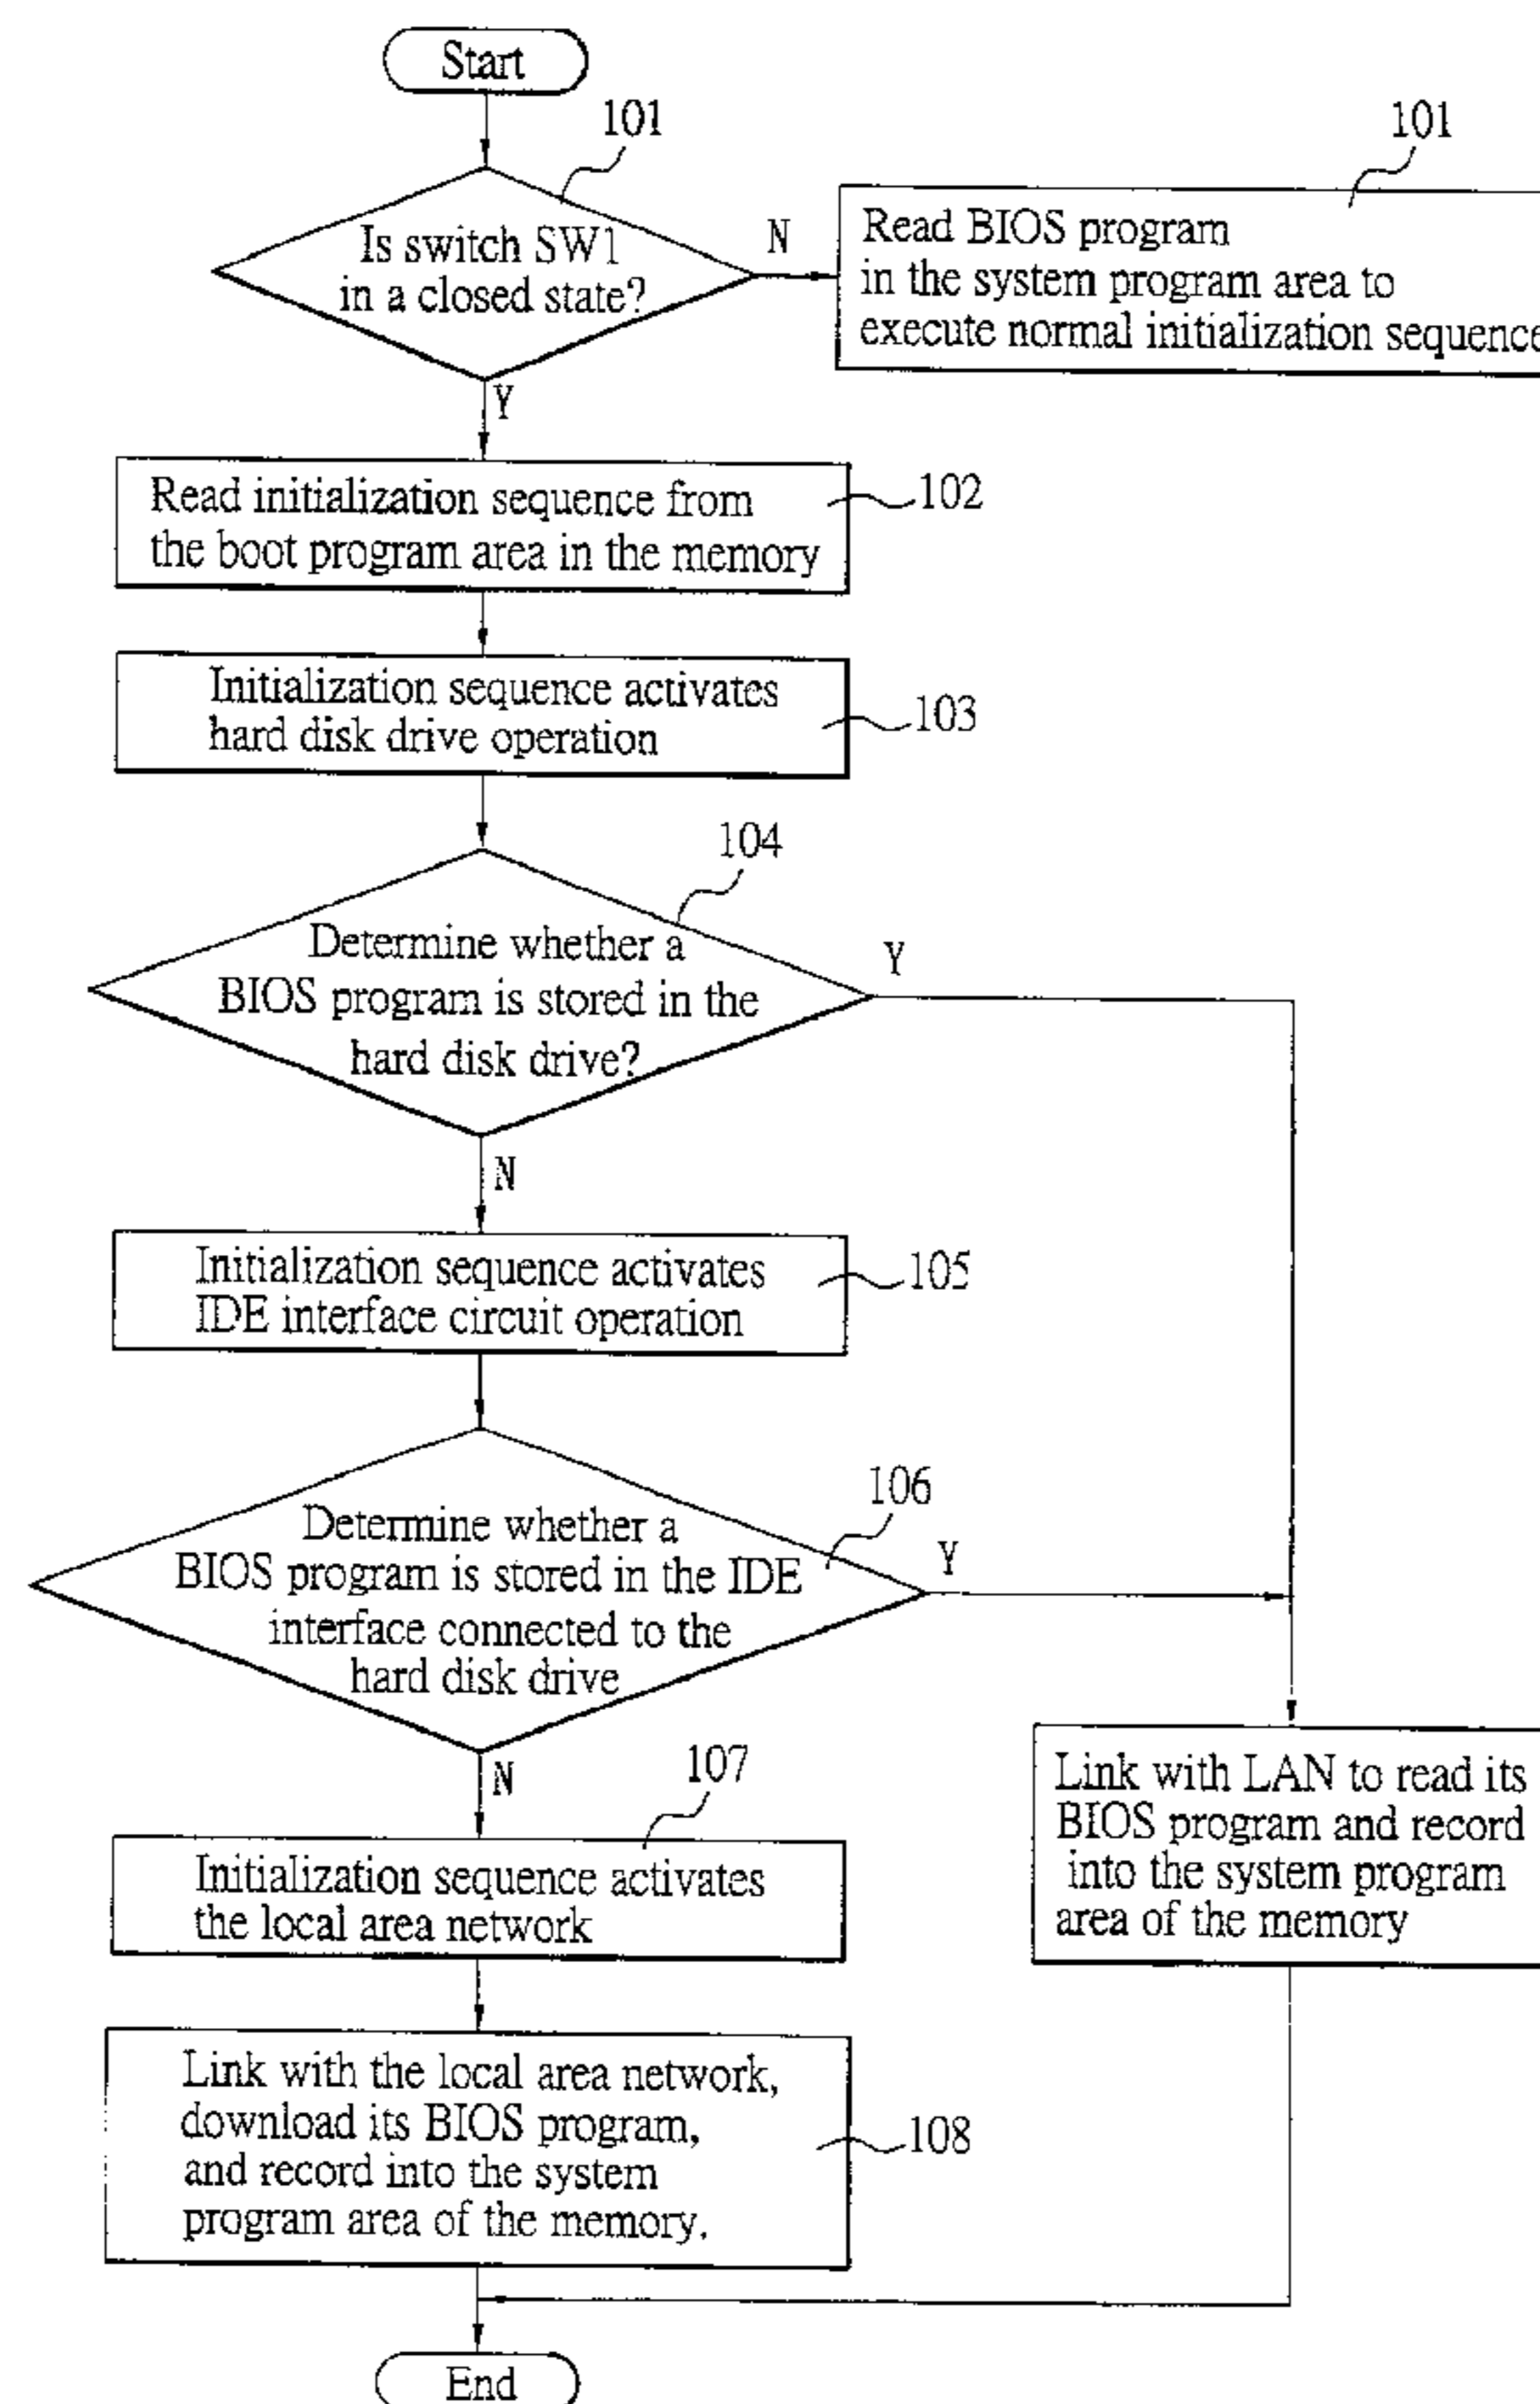 Start
101
Is switch SW1
in a closed state?
N
101
Read BIOS program
in the system program area to
execute normal initialization sequence
Y
Read initialization sequence from
the boot program area in the memory
102
Initialization sequence activates
hard disk drive operation
103
104
Determine whether a
BIOS program is stored in the
hard disk drive?
Y
N
Initialization sequence activates
IDE interface circuit operation
105
106
Determine whether a
BIOS program is stored in the IDE
interface connected to the
hard disk drive
Y
N
107
Initialization sequence activates
the local area network
Link with LAN to read its
BIOS program and record
into the system program
area of the memory
Link with the local area network,
download its BIOS program,
and record into the system
program area of the memory.
108
End